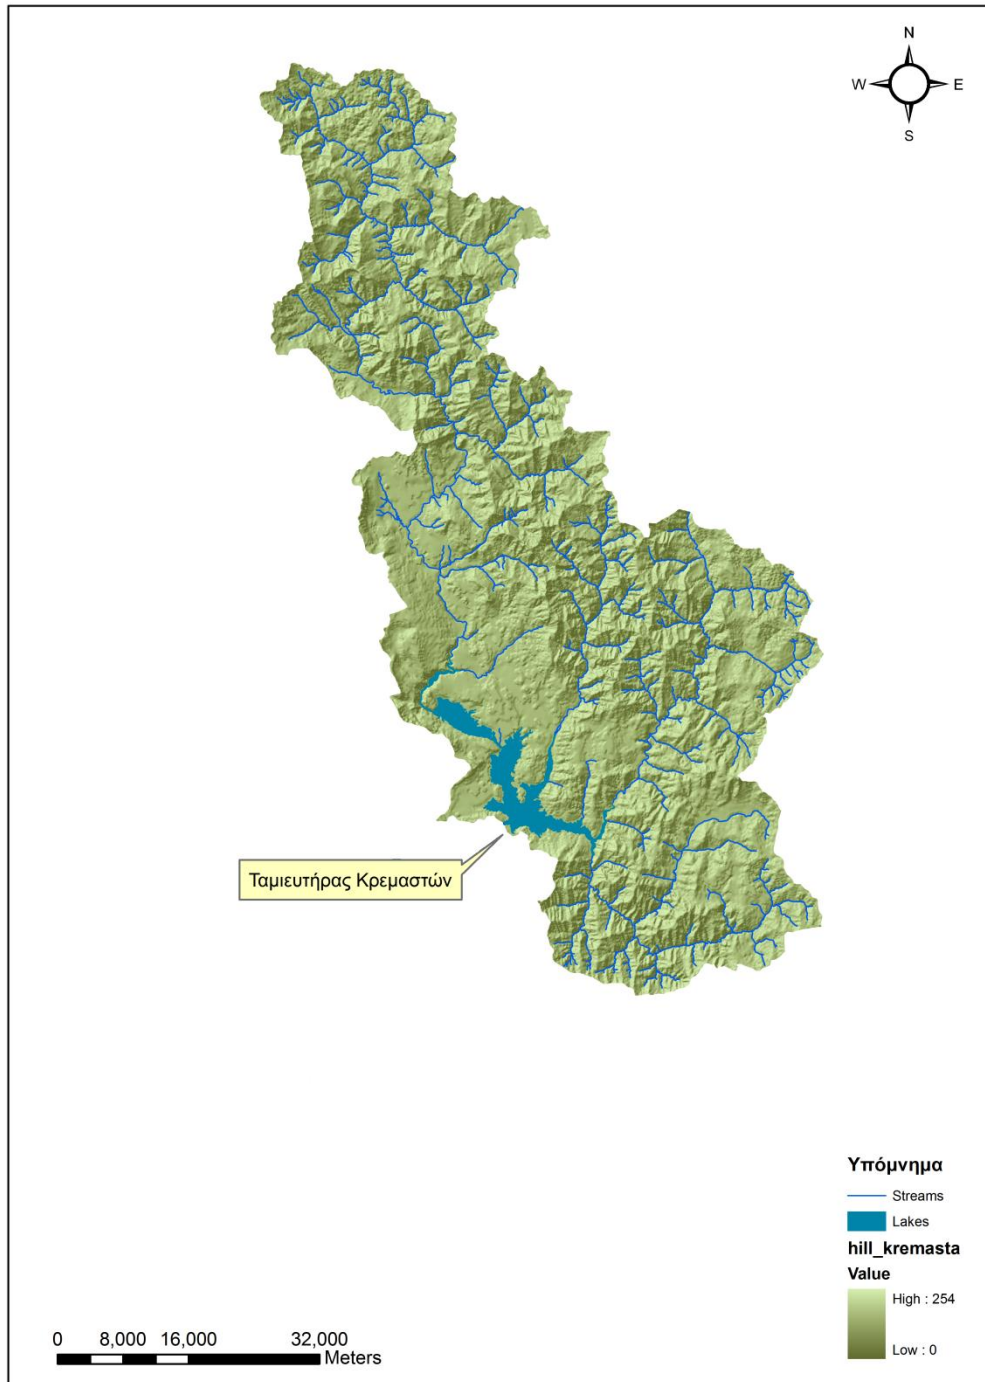 N
W E
S
Ταμιευτήρας Κρεμαστών
Υπόμνημα
Streams
Lakes
hill_kremasta
Value
High : 254
Low : 0
0 8,000 16,000 32,000
Meters